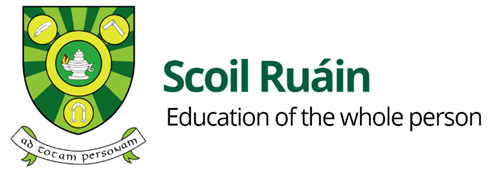 Scoil Ruáin
Education of the whole person
ad totam personam